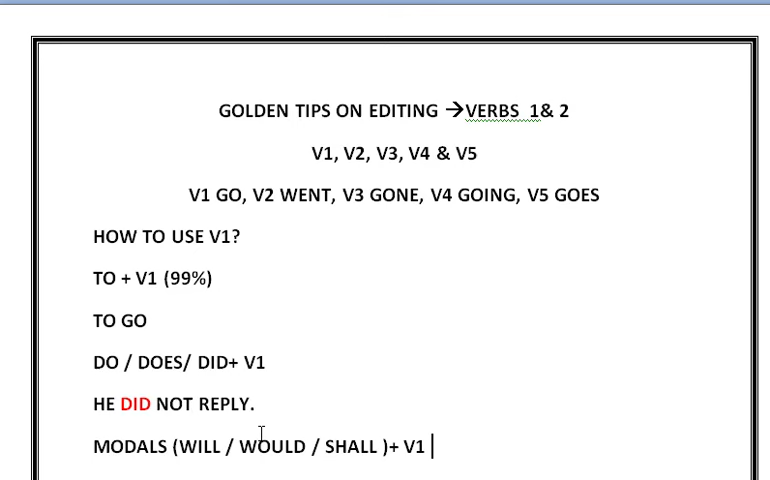 GOLDEN TIPS ON EDITING →VERBS 1& 2
V1, V2, V3, V4 & V5
V1 GO, V2 WENT, V3 GONE, V4 GOING, V5 GOES
HOW TO USE V1?
TO + V1 (99%)
TO GO
DO / DOES/ DID+ V1
HE DID NOT REPLY.
MODALS (WILL / WOULD / SHALL )+ V1